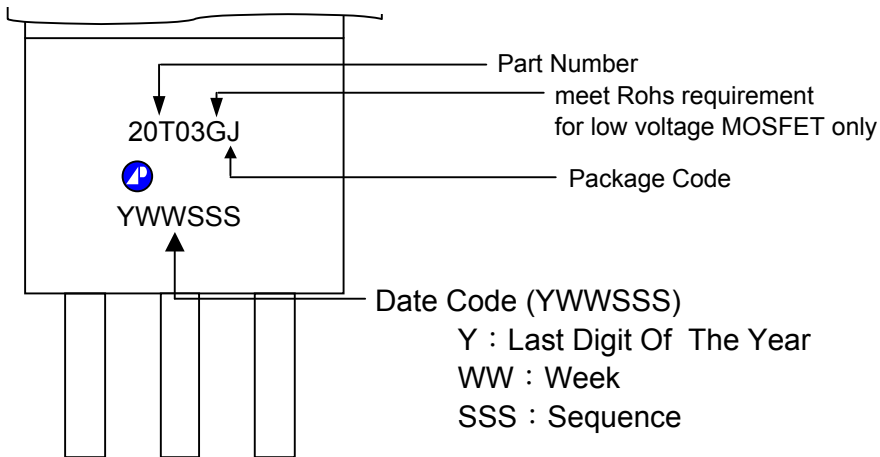 Part Number
meet Rohs requirement
for low voltage MOSFET only
20T03GJ
Package Code
YWWSSS
Date Code (YWWSSS)
Y：Last Digit Of The Year
WW：Week
SSS：Sequence